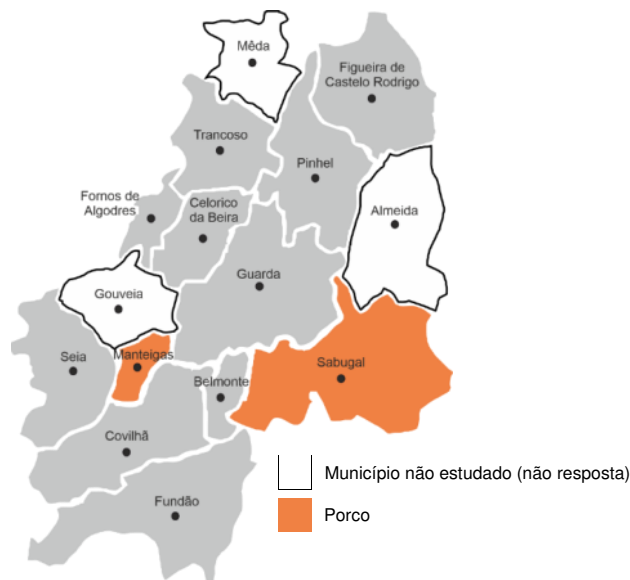 Mêda
Figueira de
Castelo Rodrigo
Trancoso
Pinhel
Fornos de
Algodres
Celorico
da Beira
Almeida
Guarda
Gouveia
Seia
Manteigas
Sabugal
Belmonte
Covilhã
Fundão
Município não estudado (não resposta)
Porco